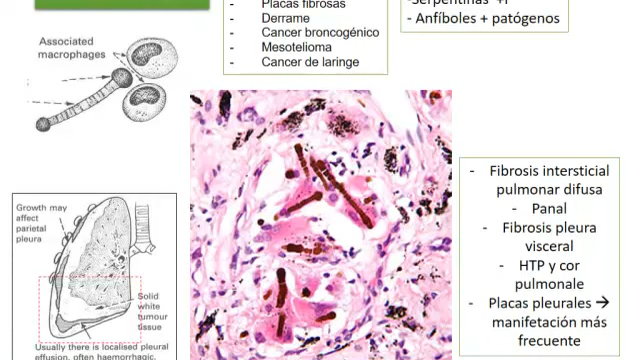 - Placas fibrosas
- Derrame
- Cancer broncogénico
- Mesotelioma
- Cancer de laringe
-Serpentinas
- Anfíboles + patógenos
Associated
macrophages
Growth may
affect
parietal
pleura
Solid
white
tumour
tissue
Usually there is localised pleural
effusion, often haemorrhagic.
- Fibrosis intersticial
pulmonar difusa
- Panal
- Fibrosis pleura
visceral
- HTP y cor
pulmonale
- Placas pleurales →
manifetación más
frecuente